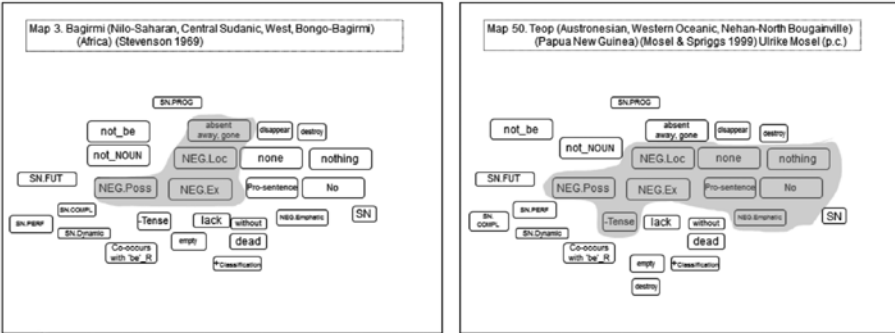 Map 3. Bagirmi (Nilo-Saharan, Central Sudanic, West, Bongo-Bagirmi)
(Africa) (Stevenson 1969)
SN.PROG
absent
away, gone
disappear
destroy
not_be
not_NOUN
NEG.Loc
none
nothing
SN.FUT
NEG.Poss
NEG.Ex
Pro-sentence
No
SN.COMPL
SN.PERF
SN.Dynamic
-Tense
lack
without
NEG.Emphatic
SN
empty
dead
Co-occurs
with 'be'_R
+Classification
Map 50. Teop (Austronesian, Western Oceanic, Nehan-North Bougainville)
(Papua New Guinea) (Mosel & Spriggs 1999) Ulrike Mosel (p.c.)
SN.PROG
not_be
absent
away, gone
disappear
destroy
not_NOUN
NEG.Loc
none
nothing
SN.FUT
NEG.Poss
NEG.Ex
Pro-sentence
No
SN.PERF
SN.
COMPL
SN.Dynamic
-Tense
lack
without
NEG.Emphatic
SN
Co-occurs
with 'be'_R
dead
empty
+Classification
destroy